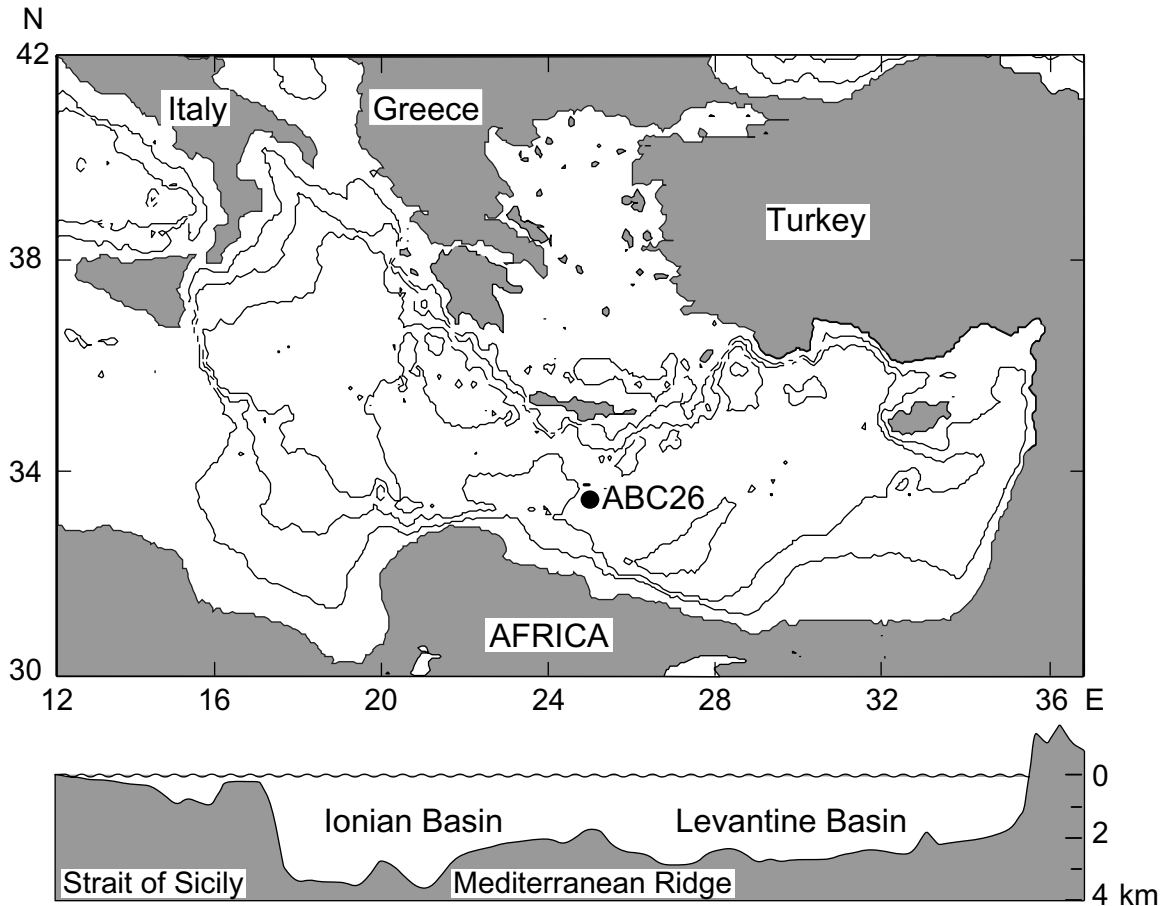 N
42
Italy
Greece
Turkey
38
34
ABC26
AFRICA
30
12 16 20 24 28 32 36 E
0
Ionian Basin Levantine Basin
2
Strait of Sicily Mediterranean Ridge
4 km